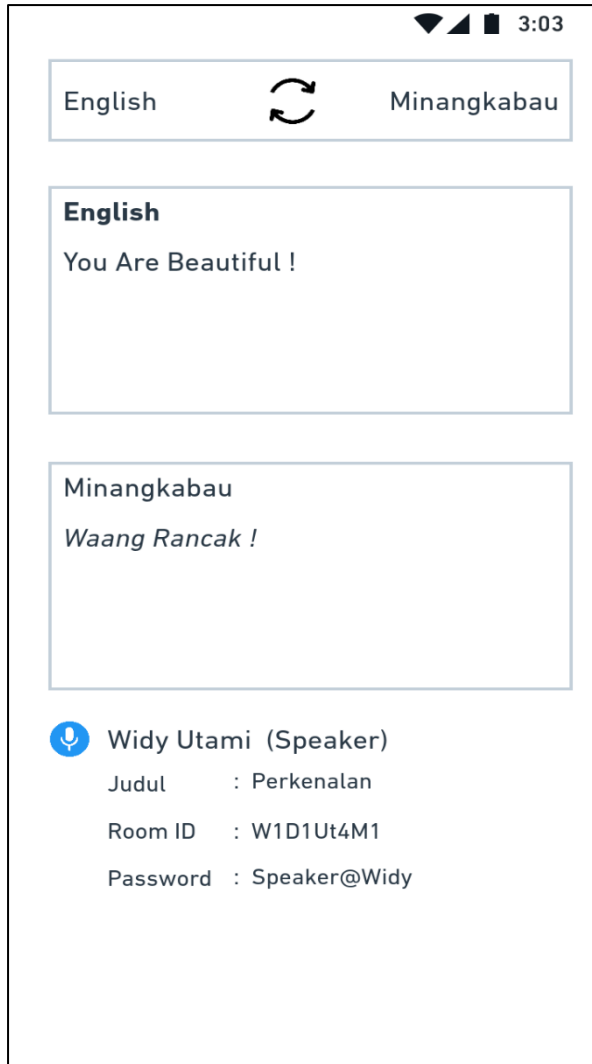 3:03
English Minangkabau
English
You Are Beautiful !
Minangkabau
Waang Rancak !
Widy Utami (Speaker)
Judul : Perkenalan
Room ID : W1D1Ut4M1
Password : Speaker@Widy